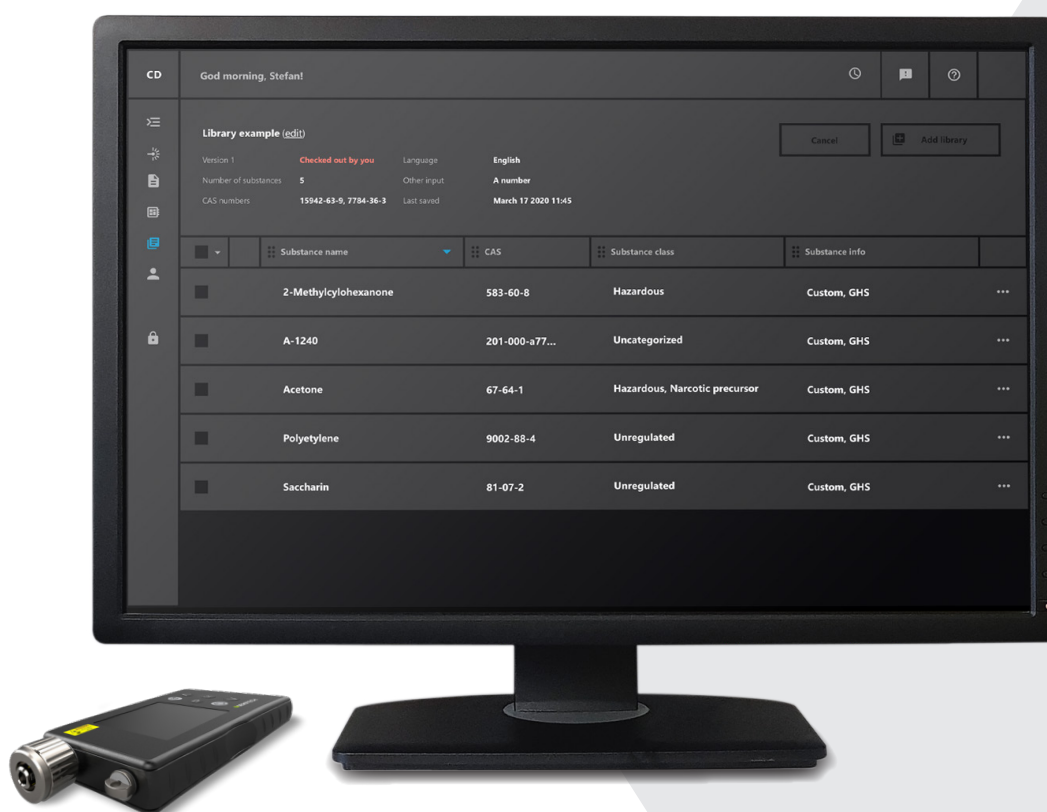 CD
God morning, Stefan!
Library example (edit)
Cancel
Add library
Version 1 Checked out by you Language English
Number of substances 5 Other input A number
CAS numbers 15942-63-9, 7784-36-3 Last saved March 17 2020 11:45
Substance name CAS Substance class Substance info
2-Methylcylohexanone 583-60-8 Hazardous Custom, GHS
A-1240 201-000-a77... Uncategorized Custom, GHS
Acetone 67-64-1 Hazardous, Narcotic precursor Custom, GHS
Polyetylene 9002-88-4 Unregulated Custom, GHS
Saccharin 81-07-2 Unregulated Custom, GHS